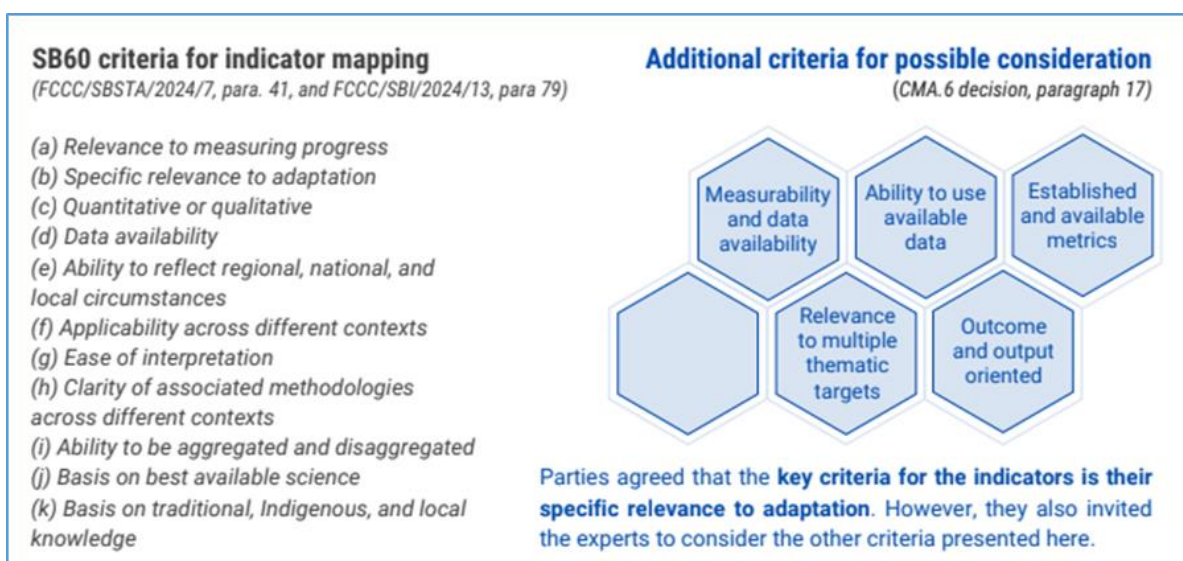 SB60 criteria for indicator mapping
(FCCC/SBSTA/2024/7, para. 41, and FCCC/SBI/2024/13, para 79)
(a) Relevance to measuring progress
(b) Specific relevance to adaptation
(c) Quantitative or qualitative
(d) Data availability
(e) Ability to reflect regional, national, and
local circumstances
(f) Applicability across different contexts
(g) Ease of interpretation
(h) Clarity of associated methodologies
across different contexts
(i) Ability to be aggregated and disaggregated
(j) Basis on best available science
(k) Basis on traditional, Indigenous, and local
knowledge
Additional criteria for possible consideration
(CMA.6 decision, paragraph 17)
Measurability
and data
availability
Ability to use
available
data
Established
and available
metrics
Relevance
to multiple
thematic
targets
Outcome
and output
oriented
Parties agreed that the key criteria for the indicators is their
specific relevance to adaptation. However, they also invited
the experts to consider the other criteria presented here.